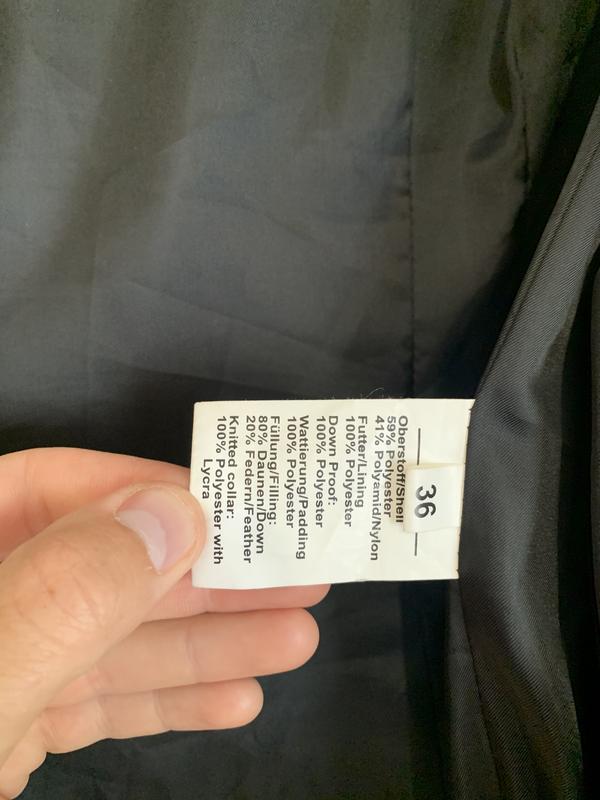 36
Oberstoff/Shell
59% Polyester
41% Polyamid/Nylon
Futter/Lining
100% Polyester
Down Proof:
100% Polyester
Wattierung/Padding
100% Polyester
Füllung/Filling:
80% Daunen/Down
20% Federn/Feather
Knitted collar:
100% Polyester with
Lycra